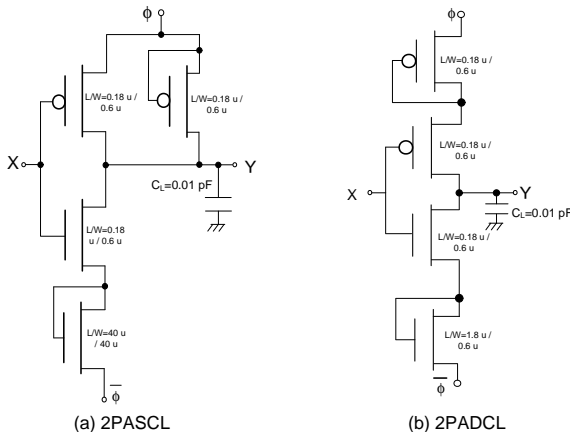 ϕ
L/W=0.18 u /
0.6 u
L/W=0.18 u /
0.6 u
X
Y
C_L=0.01 pF
L/W=0.18
u / 0.6 u
L/W=40 u
/ 40 u
ϕ̅
(a) 2PASCL
ϕ
L/W=0.18 u /
0.6 u
L/W=0.18 u /
0.6 u
X
Y
C_L=0.01 pF
L/W=0.18 u /
0.6 u
L/W=1.8 u /
0.6 u
ϕ̅
(b) 2PADCL